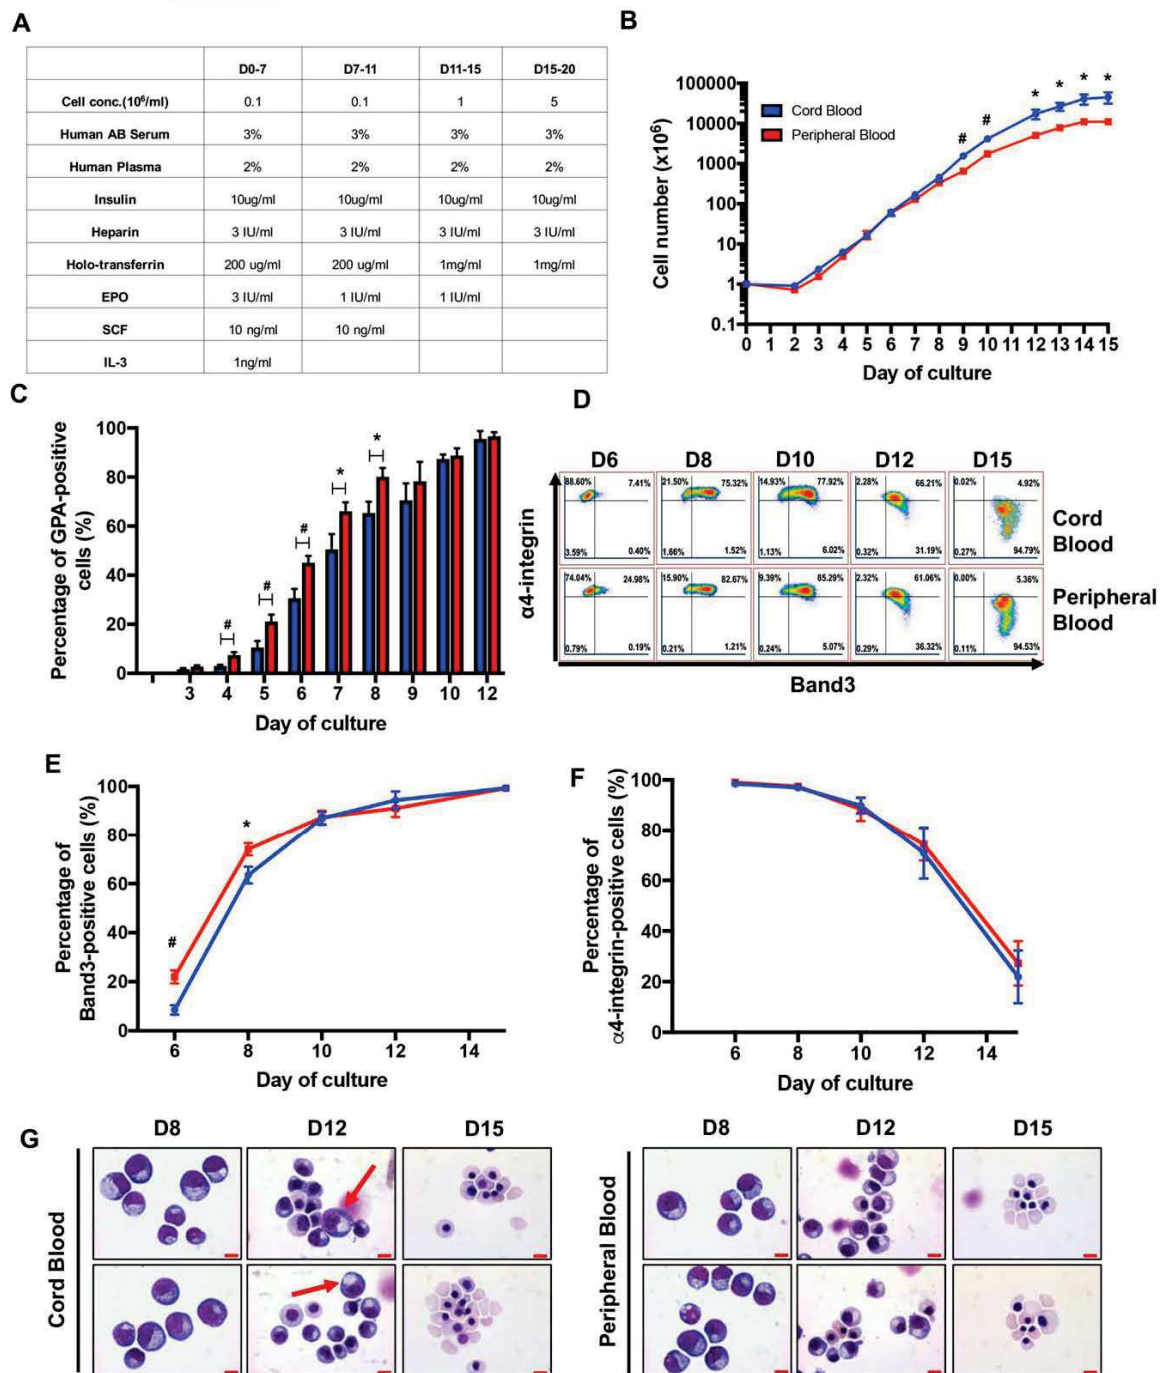 A
D0-7 D7-11 D11-15 D15-20
Cell conc.(10⁶/ml) 0.1 0.1 1 5
Human AB Serum 3% 3% 3% 3%
Human Plasma 2% 2% 2% 2%
Insulin 10ug/ml 10ug/ml 10ug/ml 10ug/ml
Heparin 3 IU/ml 3 IU/ml 3 IU/ml 3 IU/ml
Holo-transferrin 200 ug/ml 200 ug/ml 1mg/ml 1mg/ml
EPO 3 IU/ml 1 IU/ml 1 IU/ml
SCF 10 ng/ml 10 ng/ml
IL-3 1ng/ml
B
Cell number (x10⁶)
100000
10000
1000
100
10
1
0.1
Cord Blood
Peripheral Blood
# # * * * *
0 1 2 3 4 5 6 7 8 9 10 11 12 13 14 15
Day of culture
C
Percentage of GPA-positive
cells (%)
100
80
60
40
20
0
# # # * *
3 4 5 6 7 8 9 10 12
Day of culture
D
D6 D8 D10 D12 D15
α4-integrin
88.60% 7.41% 21.50% 75.32% 14.93% 77.92% 2.28% 66.21% 0.02% 4.92%
3.59% 0.40% 1.66% 1.52% 1.13% 6.02% 0.32% 31.19% 0.27% 94.79%
Cord
Blood
74.04% 24.98% 15.90% 82.67% 9.39% 85.29% 2.32% 61.06% 0.00% 5.36%
0.79% 0.19% 0.21% 1.21% 0.24% 5.07% 0.29% 36.32% 0.11% 94.53%
Peripheral
Blood
Band3
E
Percentage of
Band3-positive cells (%)
100
80
60
40
20
0
# *
6 8 10 12 14
Day of culture
F
Percentage of
α4-integrin-positive cells (%)
100
80
60
40
20
0
6 8 10 12 14
Day of culture
G
D8 D12 D15
Cord Blood
D8 D12 D15
Peripheral Blood